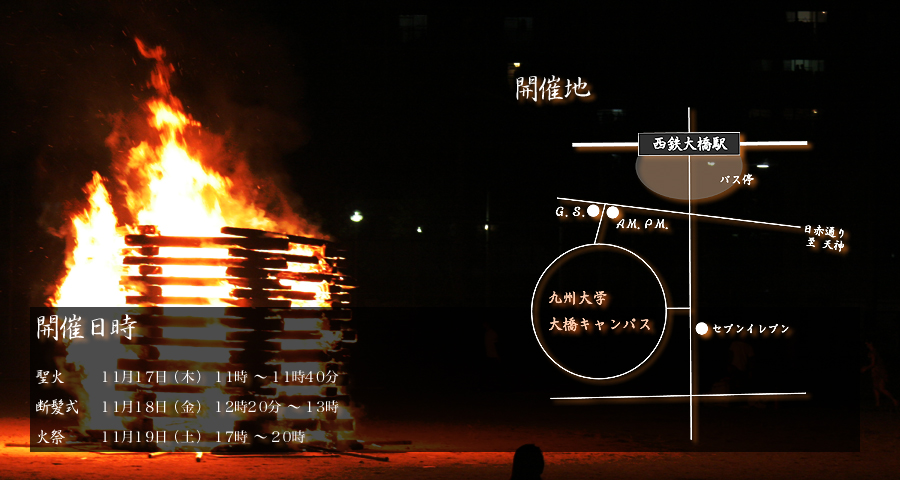 開催地
西鉄大橋駅
バス停
G.S.
A.M.P.M.
日赤通り
至 天神
九州大学
大橋キャンパス
セブンイレブン
開催日時
聖火 11月17日(木) 11時 ~ 11時40分
断髪式 11月18日(金) 12時20分 ~ 13時
火祭 11月19日(土) 17時 ~ 20時